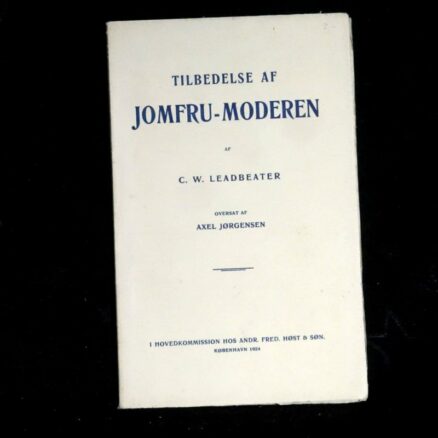 TILBEDELSE AF
JOMFRU-MODEREN
AF
C. W. LEADBEATER
OVERSAT AF
AXEL JØRGENSEN
I HOVEDKOMMISSION HOS ANDR. FRED. HØST & SØN.
KØBENHAVN 1924